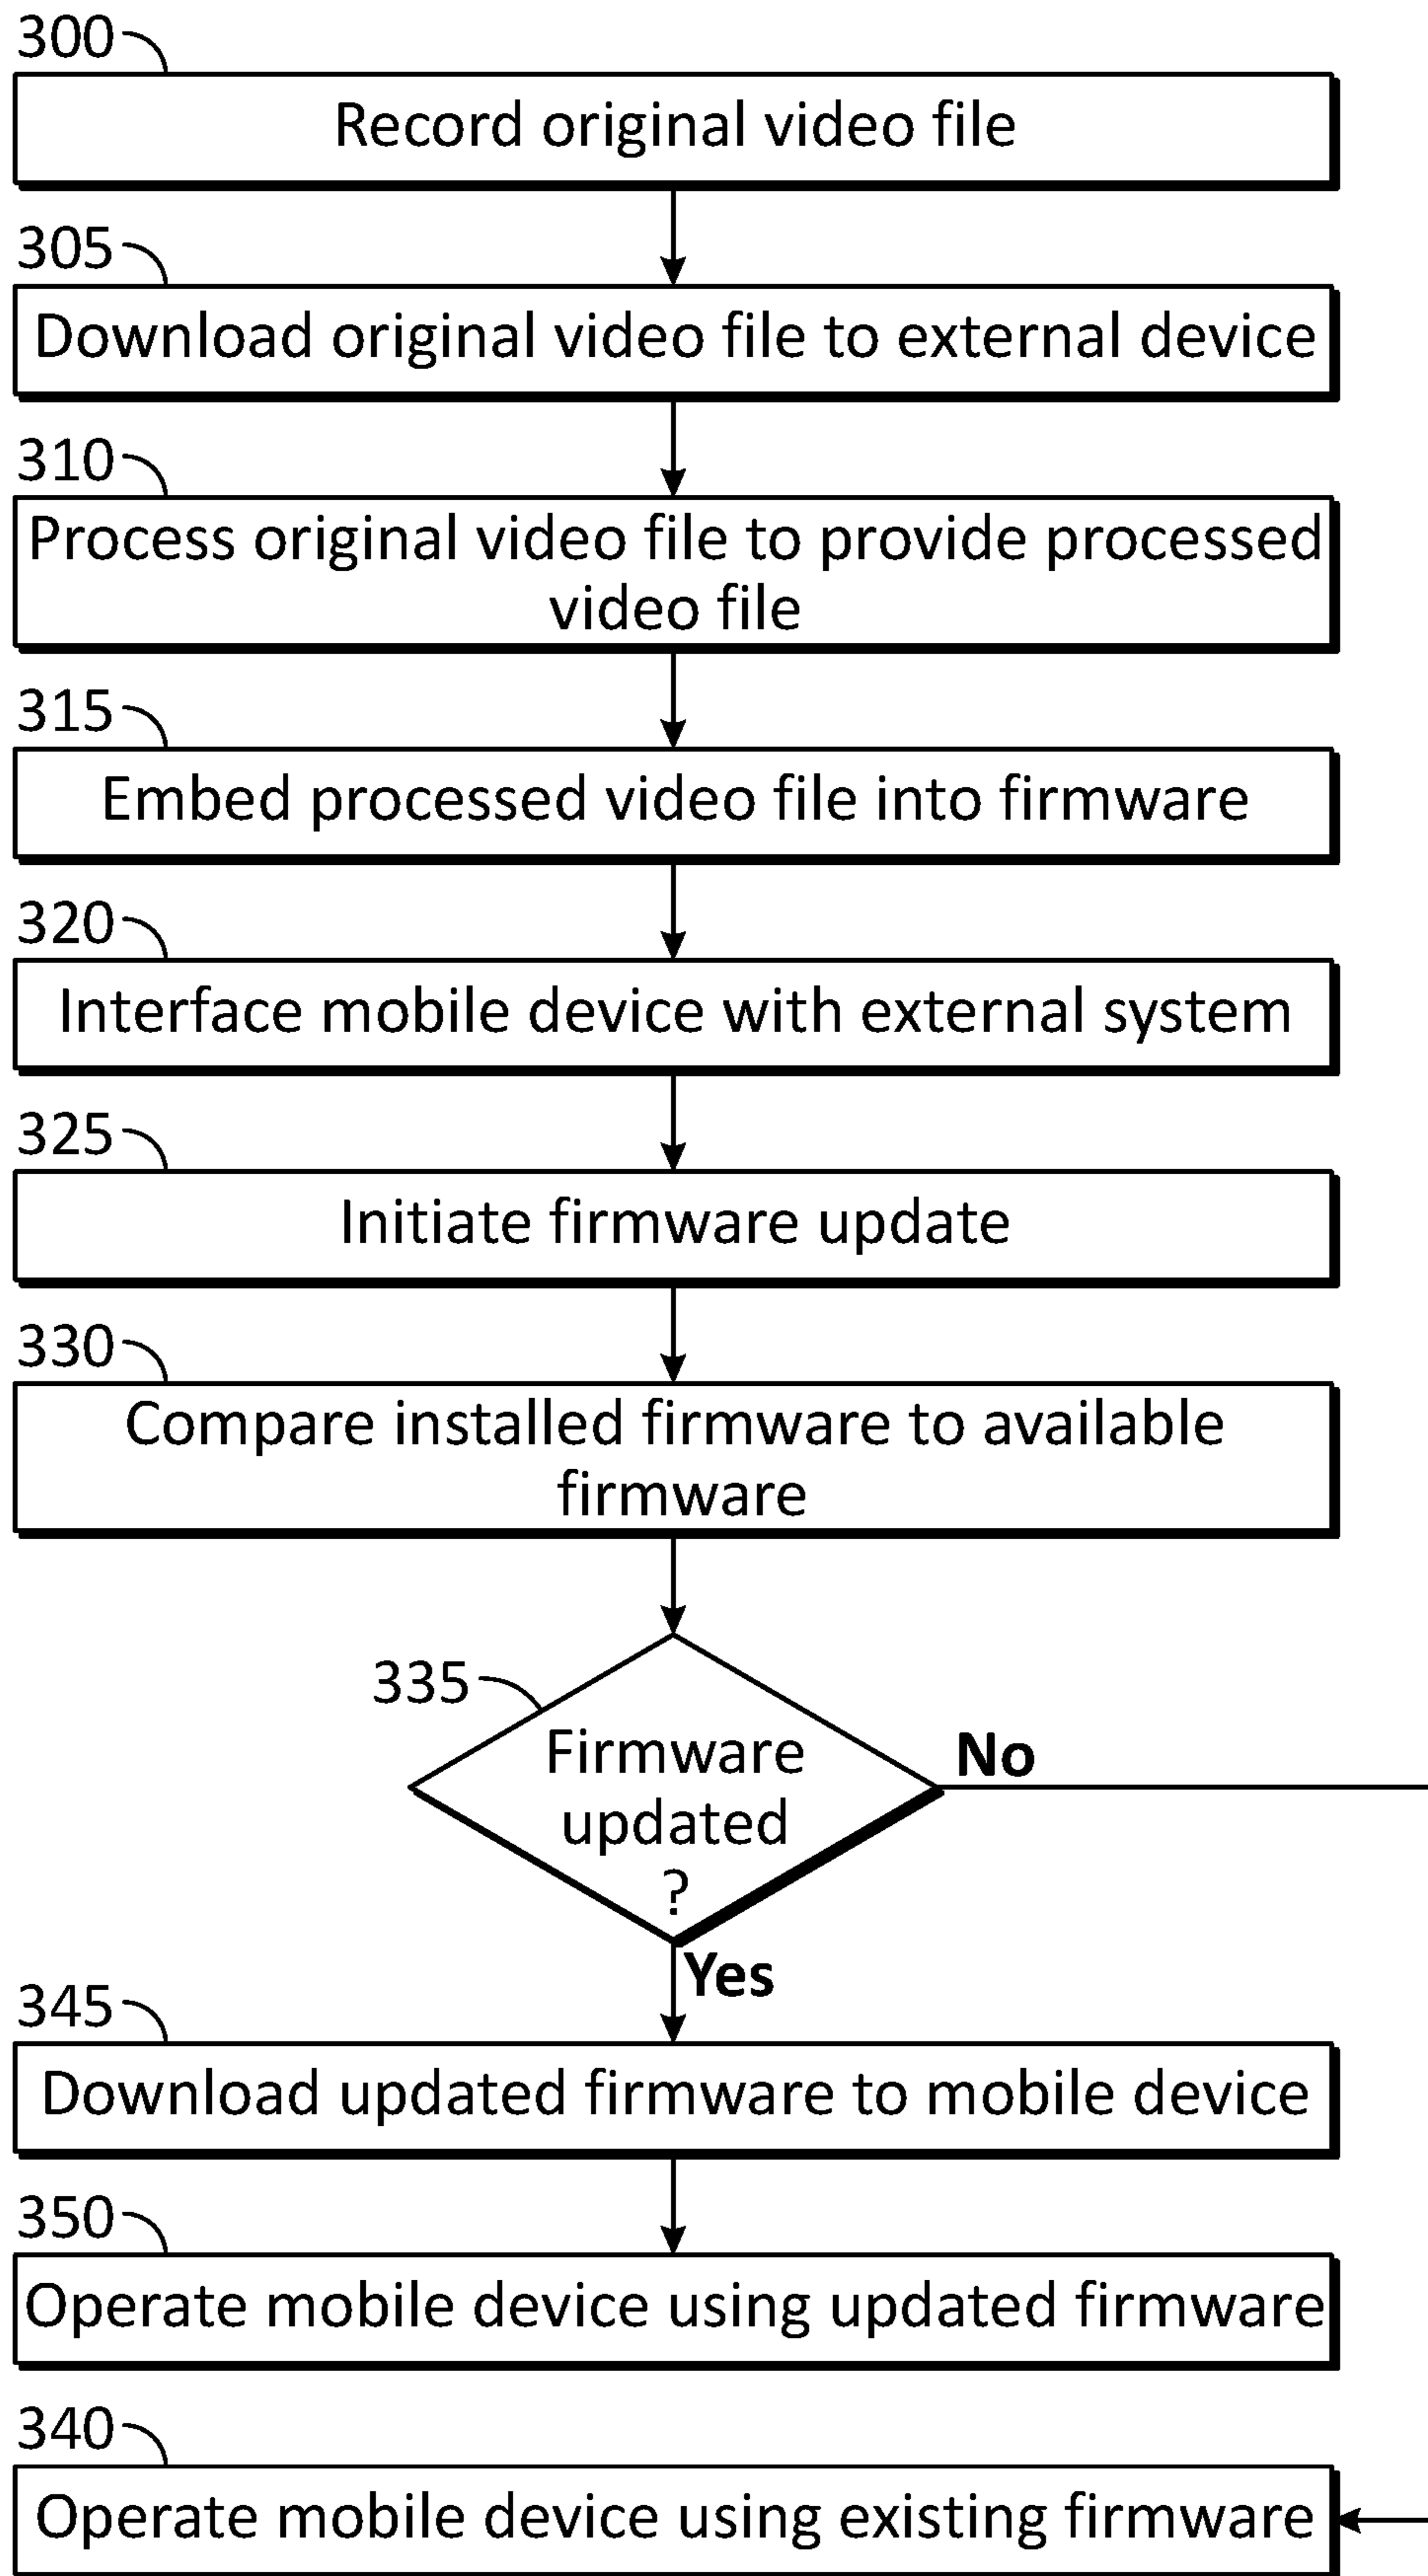 300
Record original video file
305
Download original video file to external device
310
Process original video file to provide processed
video file
315
Embed processed video file into firmware
320
Interface mobile device with external system
325
Initiate firmware update
330
Compare installed firmware to available
firmware
335
Firmware
updated
?
No
Yes
345
Download updated firmware to mobile device
350
Operate mobile device using updated firmware
340
Operate mobile device using existing firmware